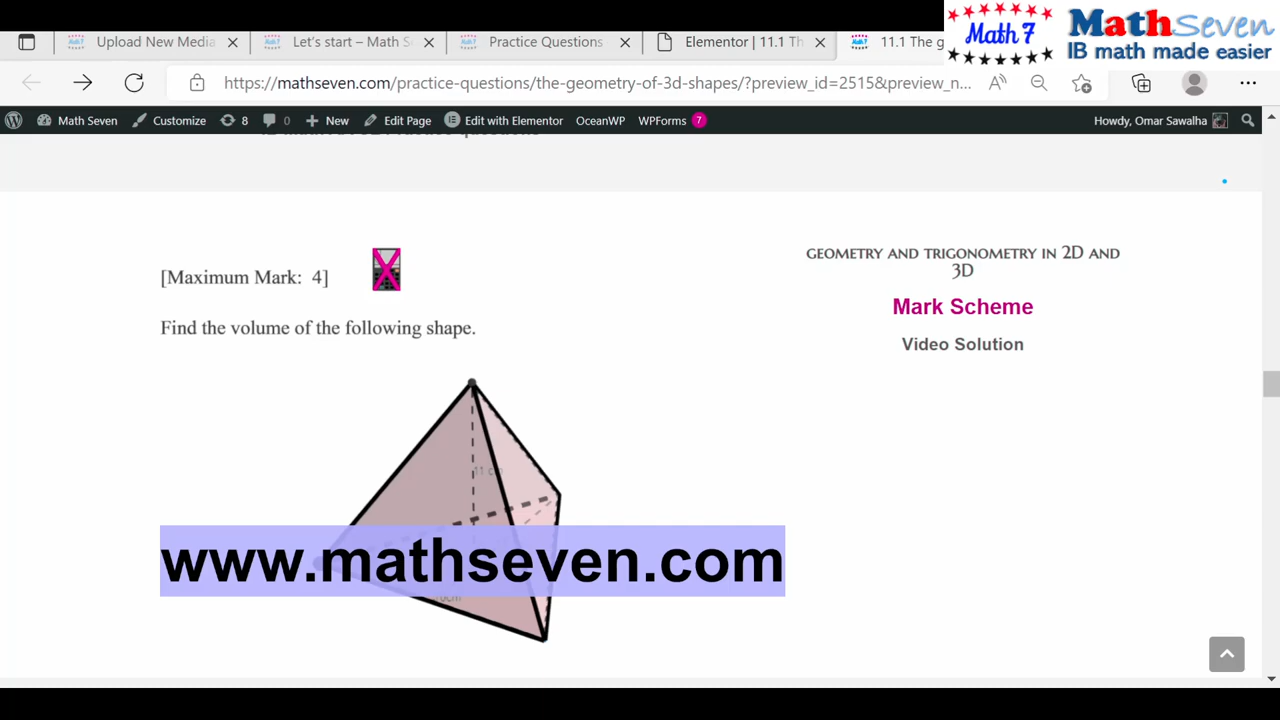 Math 7
MathSeven
IB math made easier
Upload New Media
Let's start – Math S
Practice Questions
Elementor | 11.1 Th
11.1 The g
https://mathseven.com/practice-questions/the-geometry-of-3d-shapes/?preview_id=2515&preview_n...
Math Seven Customize 8 0 New Edit Page Edit with Elementor OceanWP WPForms 7 Howdy, Omar Sawalha
[Maximum Mark: 4]
Find the volume of the following shape.
GEOMETRY AND TRIGONOMETRY IN 2D AND
3D
Mark Scheme
Video Solution
11 c
www.mathseven.com